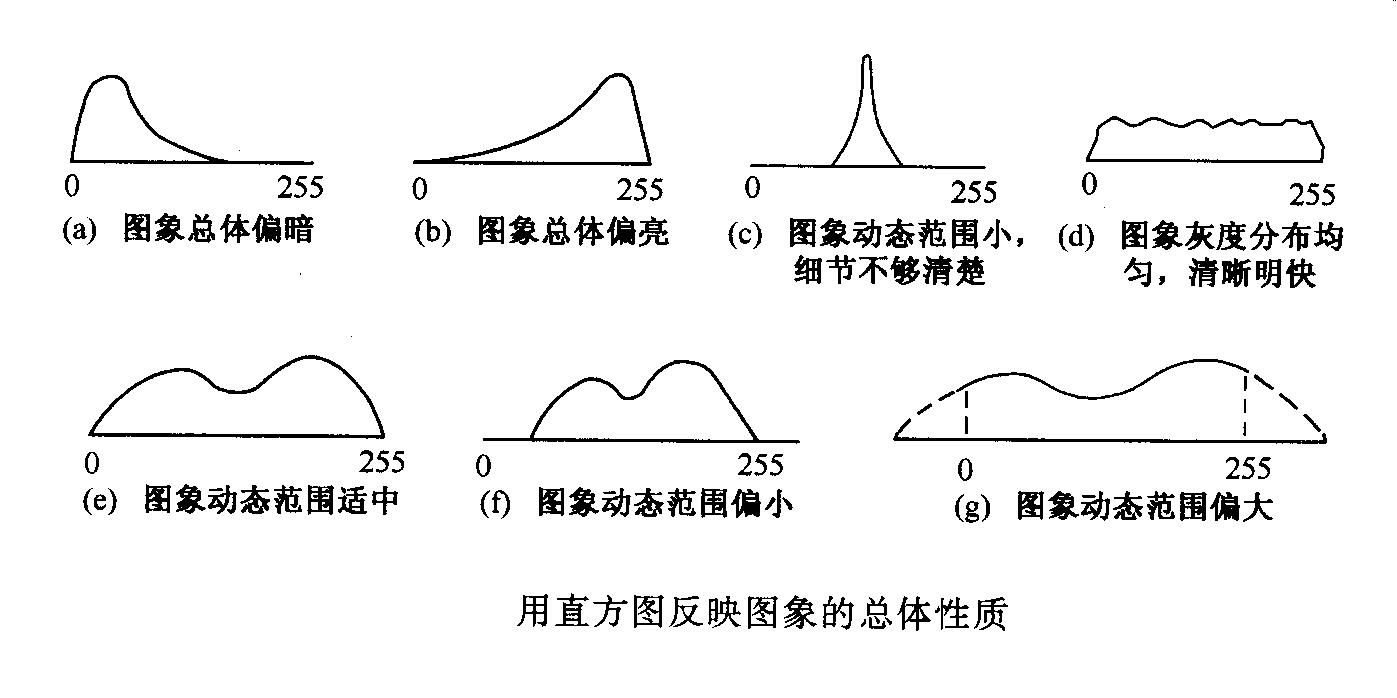 0 255 0 255 0 255 0 255
(a) 图象总体偏暗 (b) 图象总体偏亮 (c) 图象动态范围小， (d) 图象灰度分布均
细节不够清楚 匀，清晰明快
0 255 0 255 0 255
(e) 图象动态范围适中 (f) 图象动态范围偏小 (g) 图象动态范围偏大
用直方图反映图象的总体性质